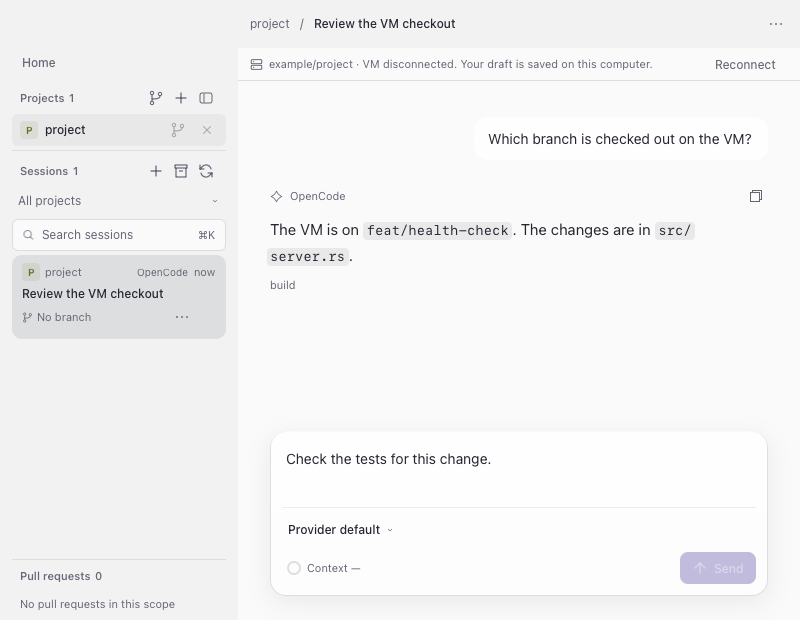 project / Review the VM checkout
Home
Projects 1
P project
Sessions 1
All projects
Search sessions ⌘K
P project OpenCode now
Review the VM checkout
No branch
Pull requests 0
No pull requests in this scope
example/project · VM disconnected. Your draft is saved on this computer. Reconnect
Which branch is checked out on the VM?
OpenCode
The VM is on feat/health-check. The changes are in src/
server.rs.
build
Check the tests for this change.
Provider default
Context —
Send